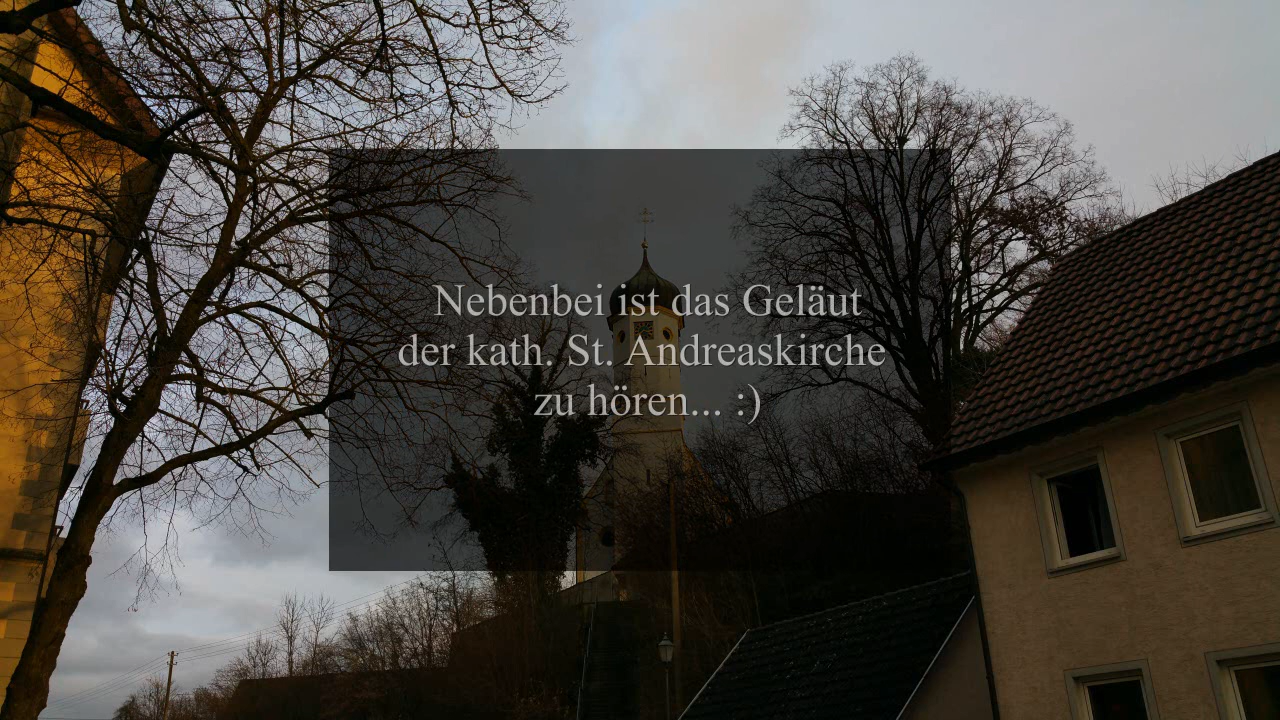 Nebenbei ist das Geläut
der kath. St. Andreaskirche
zu hören... :)